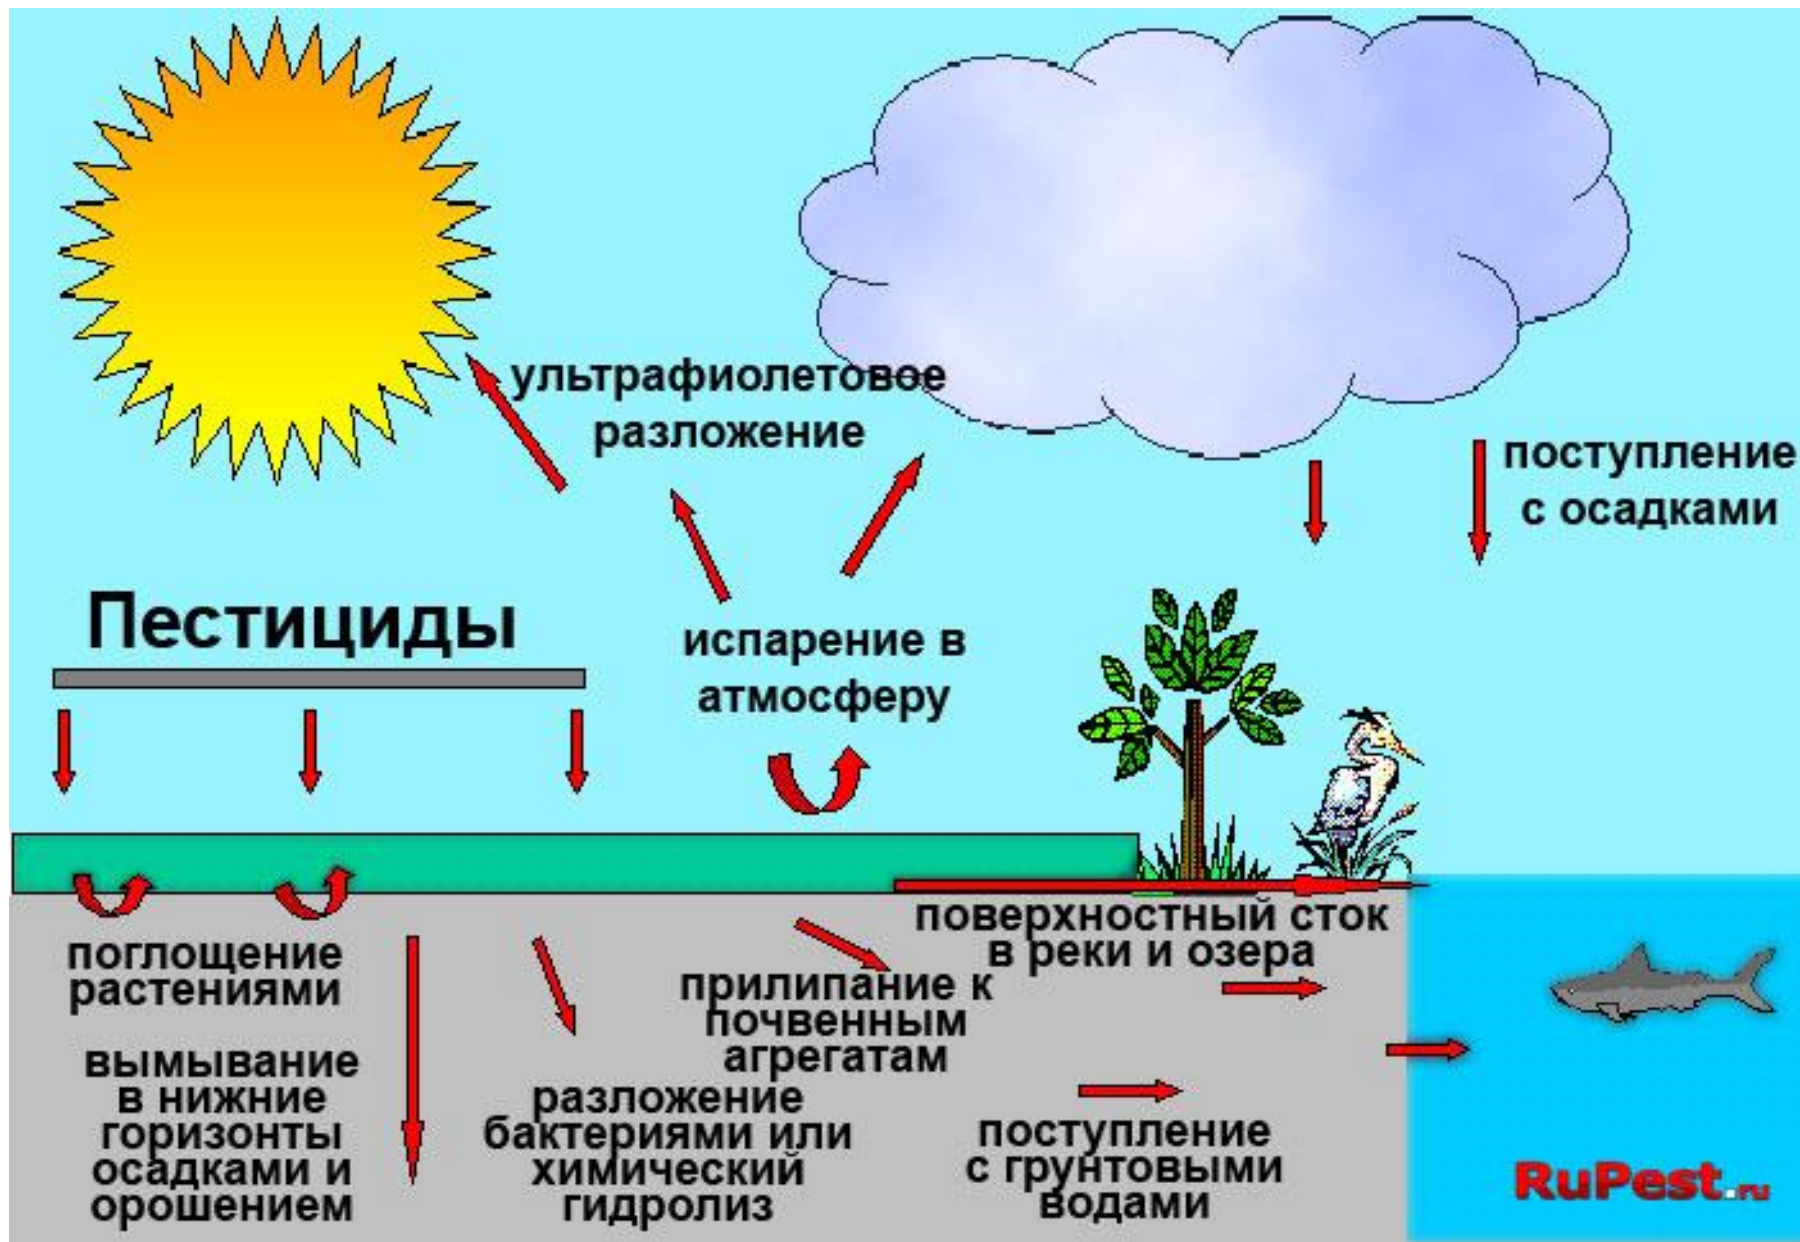 ультрафиолетовое
разложение
поступление
с осадками
Пестициды
испарение в
атмосферу
поглощение
растениями
вымывание
в нижние
горизонты
осадками и
орошением
разложение
бактериями или
химический
гидролиз
прилипание к
почвенным
агрегатам
поверхностный сток
в реки и озера
поступление
с грунтовыми
водами
RuPest.ru